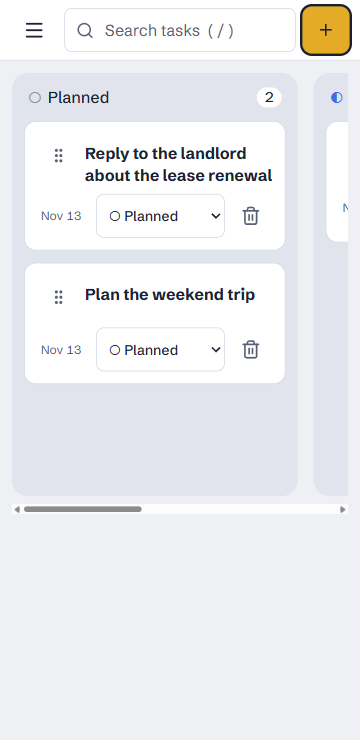 Search tasks  ( / )
+
Planned
2
Reply to the landlord
about the lease renewal
Nov 13
Planned
Plan the weekend trip
Nov 13
Planned